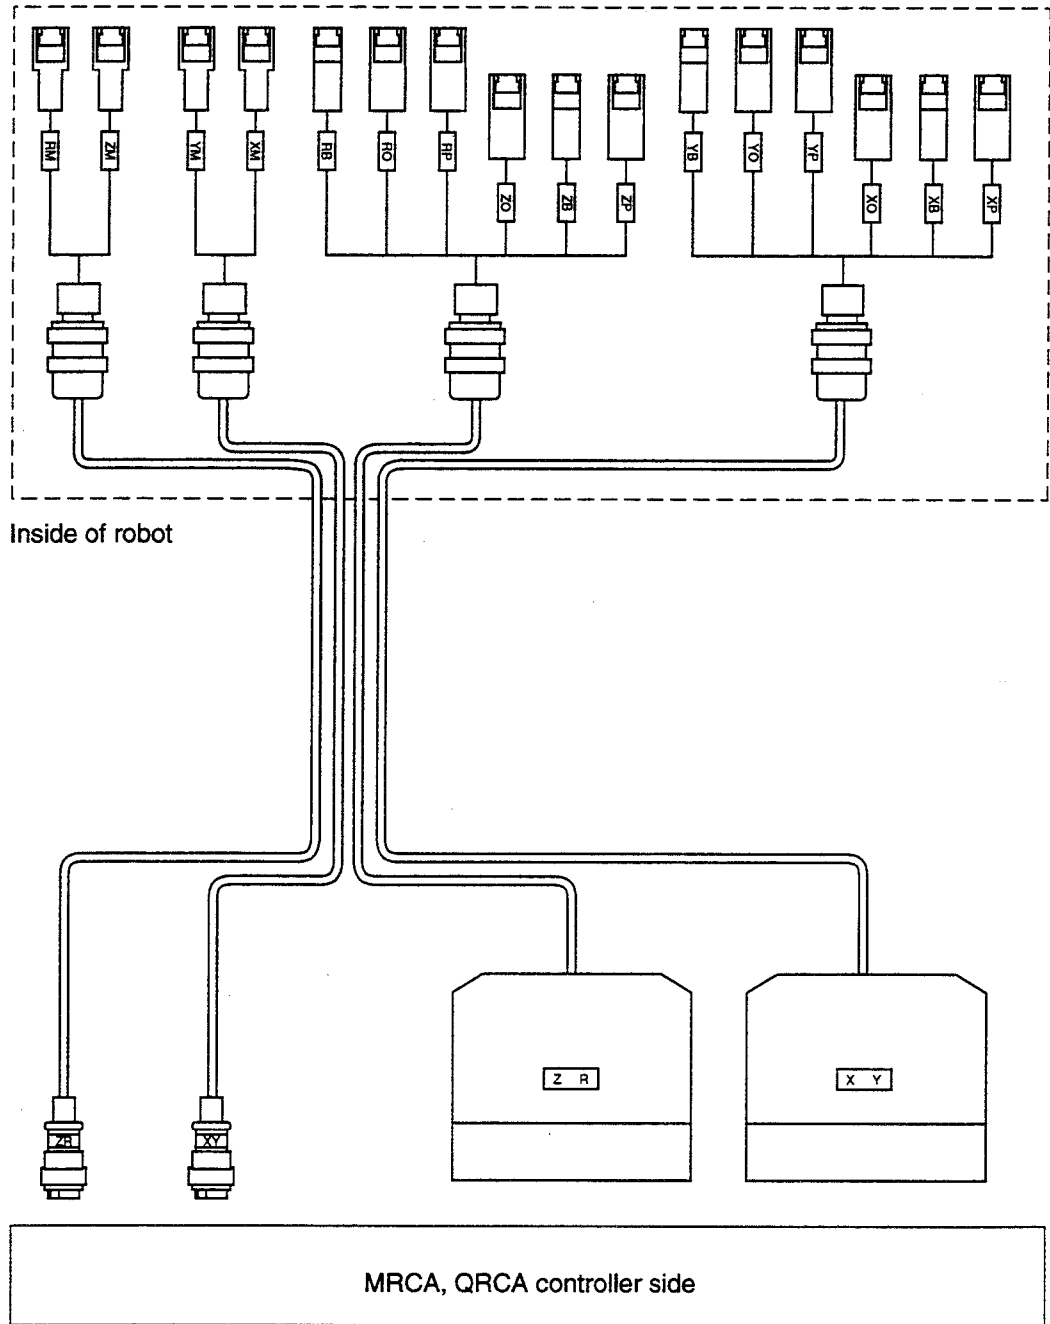 RM ZM YM XM RB RO RP YB YO YP
ZO ZB ZP XO XB XP
Inside of robot
Z R X Y
ZR XY
MRCA, QRCA controller side